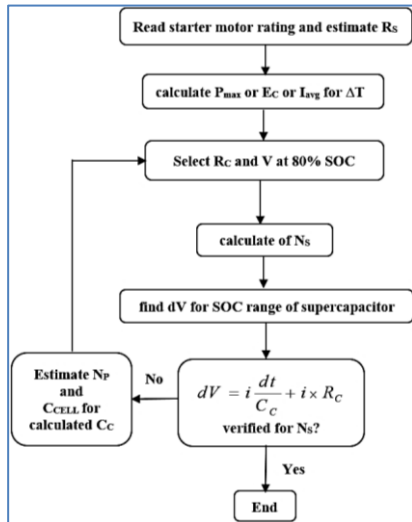 Read starter motor rating and estimate Rs
calculate Pmax or Ec or Iavg for ΔT
Select Rc and V at 80% SOC
calculate of Ns
find dV for SOC range of supercapacitor
Estimate NP
and
CCELL for
calculated Cc
No
dV = i dt/C_C + i × R_C
verified for Ns?
Yes
End